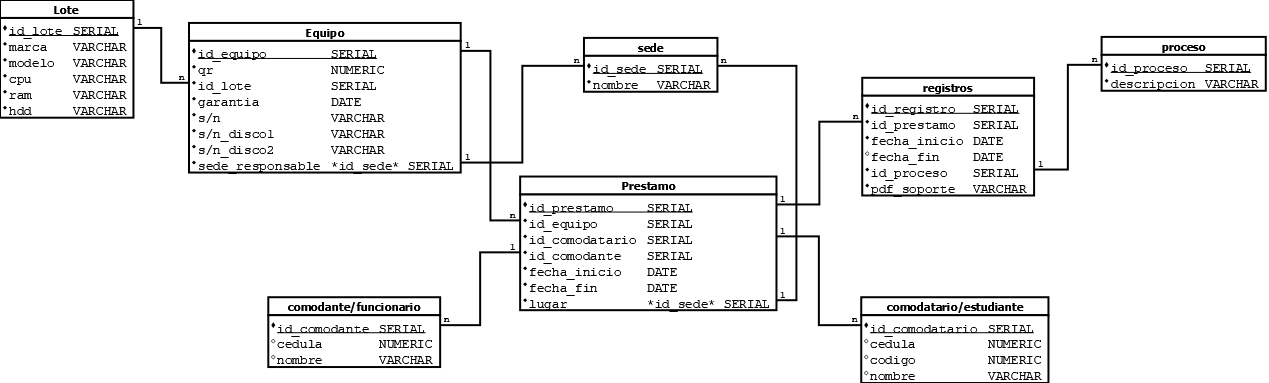 Lote
id_lote SERIAL
marca VARCHAR
modelo VARCHAR
cpu VARCHAR
ram VARCHAR
hdd VARCHAR
1
n
Equipo
id_equipo SERIAL
qr NUMERIC
id_lote SERIAL
garantia DATE
s/n VARCHAR
s/n_disco1 VARCHAR
s/n_disco2 VARCHAR
sede_responsable *id_sede* SERIAL
1
1
n
sede
id_sede SERIAL
nombre VARCHAR
n
registros
id_registro SERIAL
id_prestamo SERIAL
fecha_inicio DATE
fecha_fin DATE
id_proceso SERIAL
pdf_soporte VARCHAR
n
1
n
proceso
id_proceso SERIAL
descripcion VARCHAR
Prestamo
id_prestamo SERIAL
id_equipo SERIAL
id_comodatario SERIAL
id_comodante SERIAL
fecha_inicio DATE
fecha_fin DATE
lugar *id_sede* SERIAL
n
1
1
1
1
comodante/funcionario
id_comodante SERIAL
cedula NUMERIC
nombre VARCHAR
n
n
comodatario/estudiante
id_comodatario SERIAL
cedula NUMERIC
codigo NUMERIC
nombre VARCHAR